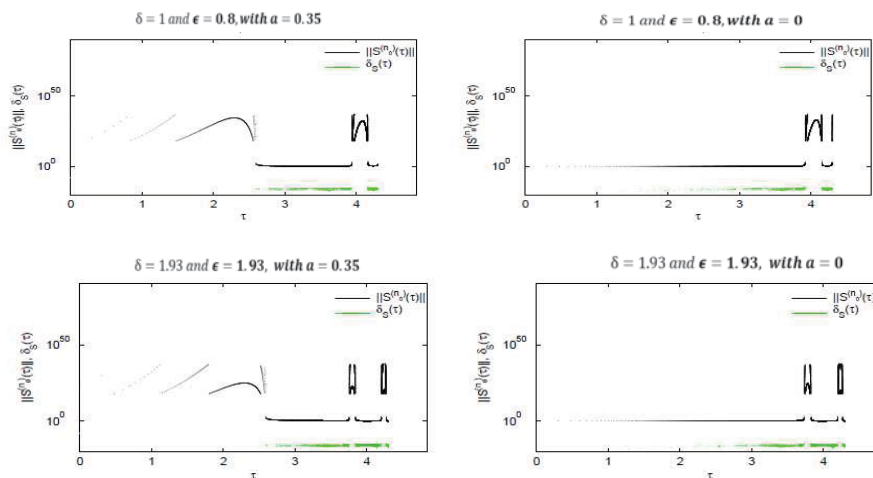 δ = 1 and ϵ = 0.8, with a = 0.35
||S^(n_s)(τ)||
δ_S(τ)
||S^(n_s)(τ)||, δ_S(τ)
10^50
10^0
0 1 2 3 4
τ
δ = 1 and ϵ = 0.8, with a = 0
||S^(n_s)(τ)||
δ_S(τ)
||S^(n_s)(τ)||, δ_S(τ)
10^50
10^0
0 1 2 3 4
τ
δ = 1.93 and ϵ = 1.93, with a = 0.35
||S^(n_s)(τ)||
δ_S(τ)
||S^(n_s)(τ)||, δ_S(τ)
10^50
10^0
0 1 2 3 4
τ
δ = 1.93 and ϵ = 1.93, with a = 0
||S^(n_s)(τ)||
δ_S(τ)
||S^(n_s)(τ)||, δ_S(τ)
10^50
10^0
0 1 2 3 4
τ